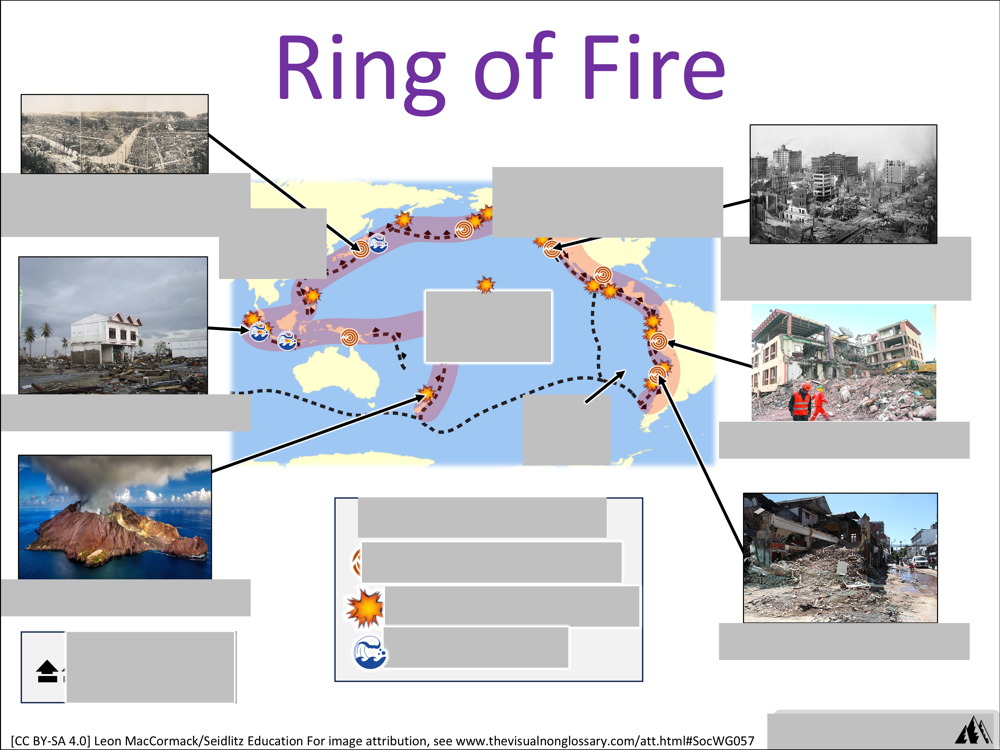 Ring of Fire
[CC BY-SA 4.0] Leon MacCormack/Seidlitz Education For image attribution, see www.thevisualnonglossary.com/att.html#SocWG057